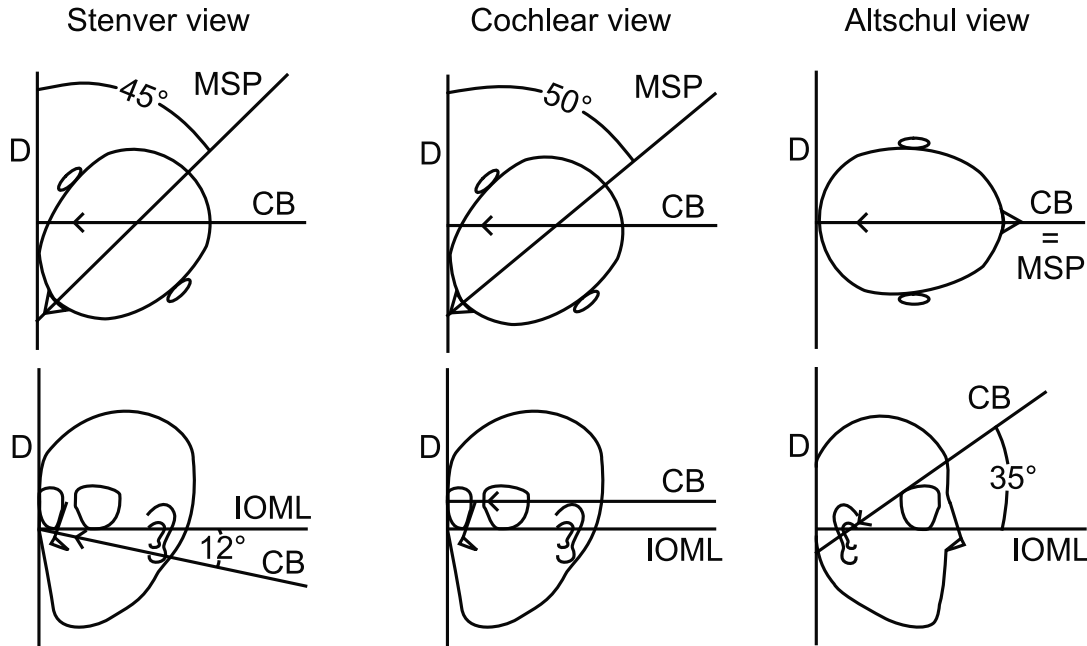 Stenver view
Cochlear view
Altschul view
45°
MSP
D
CB
50°
MSP
D
CB
D
CB
=
MSP
D
IOML
12°
CB
D
CB
IOML
D
CB
35°
IOML